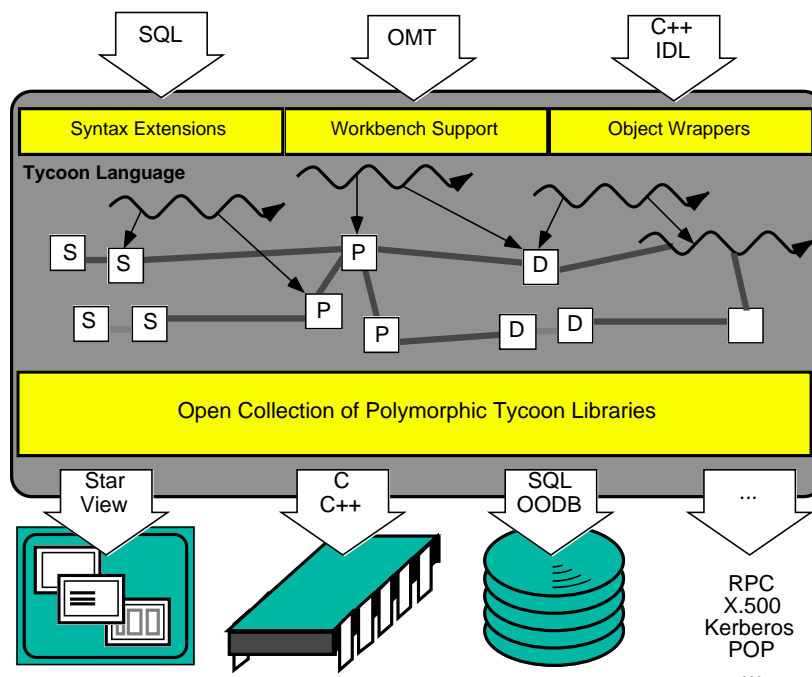 SQL
OMT
C++
IDL
Syntax Extensions
Workbench Support
Object Wrappers
Tycoon Language
S
S
P
D
S
S
P
P
D
D
Open Collection of Polymorphic Tycoon Libraries
Star
View
C
C++
SQL
OODB
...
RPC
X.500
Kerberos
POP
...